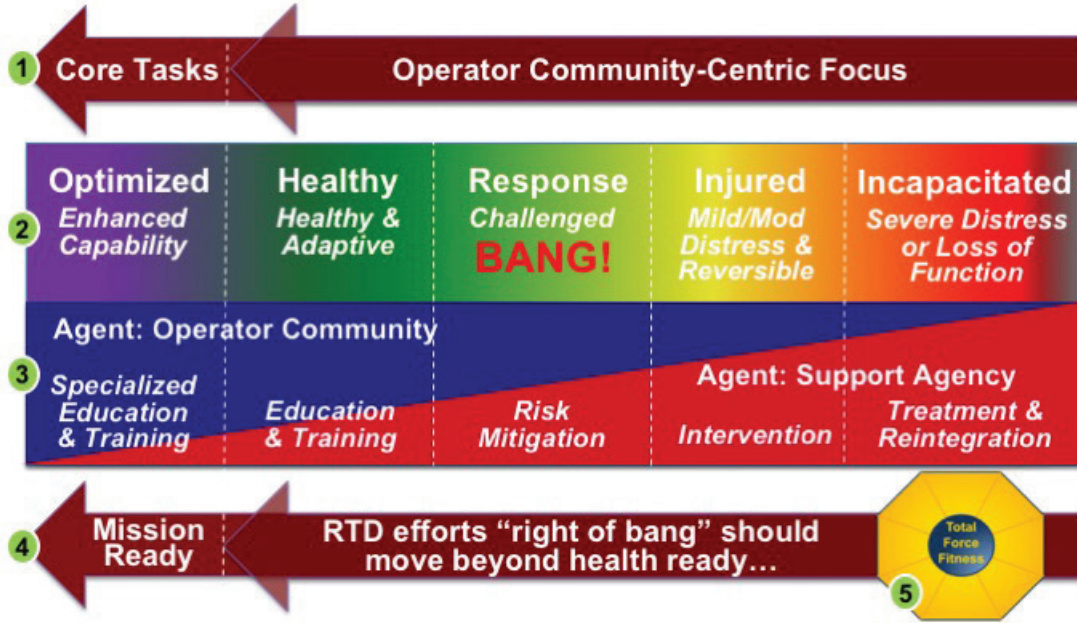 1
Core Tasks
Operator Community-Centric Focus
2
Optimized
Enhanced
Capability
Healthy
Healthy &
Adaptive
Response
Challenged
BANG!
Injured
Mild/Mod
Distress &
Reversible
Incapacitated
Severe Distress
or Loss of
Function
3
Agent: Operator Community
Agent: Support Agency
Specialized
Education
& Training
Education
& Training
Risk
Mitigation
Intervention
Treatment &
Reintegration
4
Mission
Ready
RTD efforts “right of bang” should
move beyond health ready…
Total
Force
Fitness
5